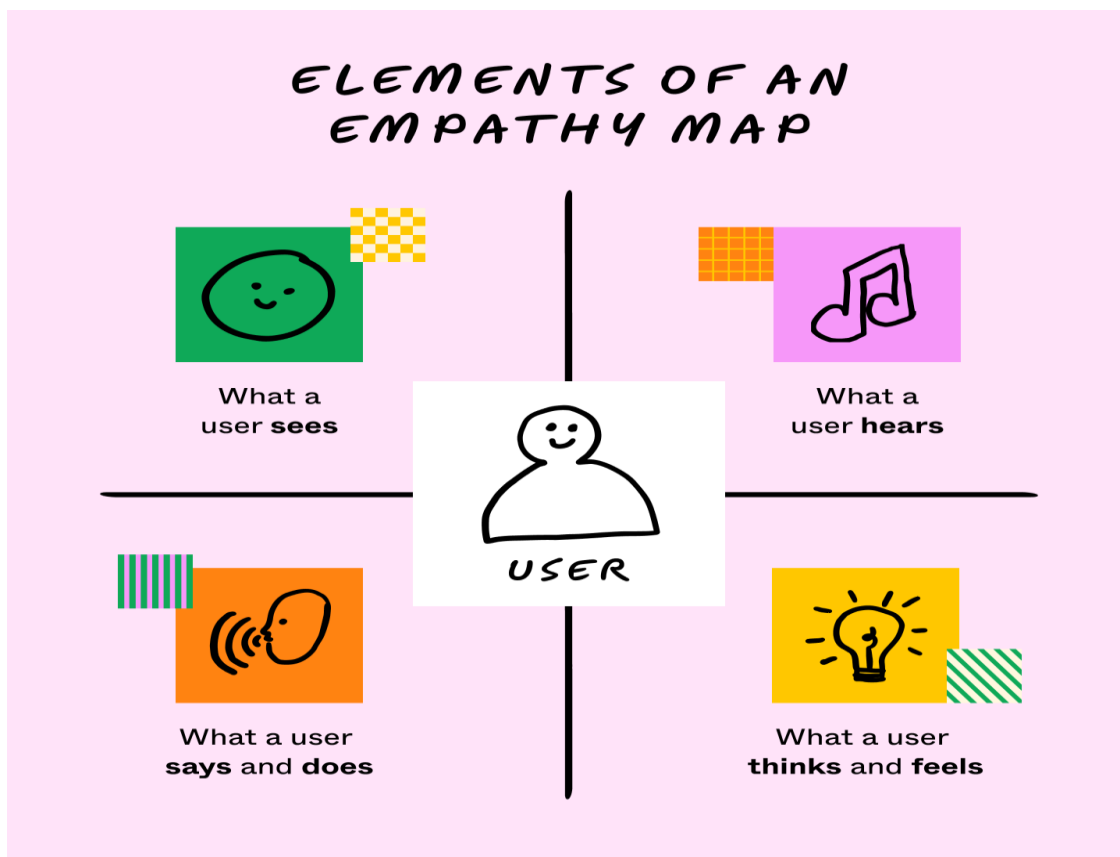 ELEMENTS OF AN
EMPATHY MAP
What a
user sees
What a
user hears
USER
What a user
says and does
What a user
thinks and feels